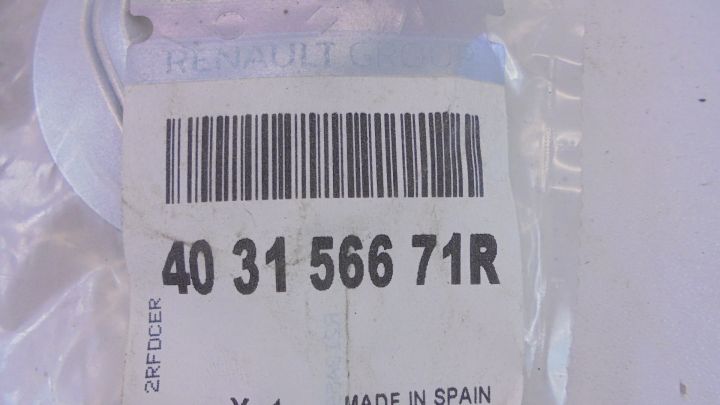 RENAULT GROUP
40 31 566 71R
2RFDCER
MADE IN SPAIN